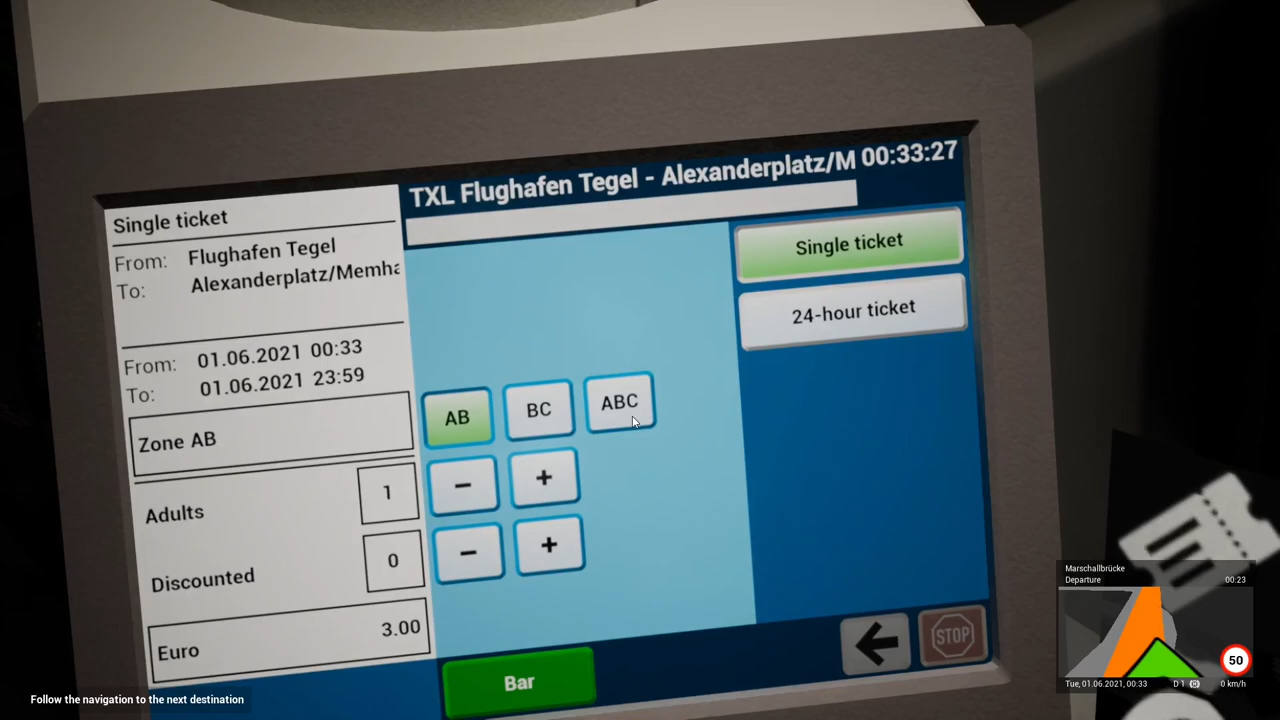 TXL Flughafen Tegel - Alexanderplatz/M 00:33:27
Single ticket
From: Flughafen Tegel
To: Alexanderplatz/Memha
From: 01.06.2021 00:33
To: 01.06.2021 23:59
Zone AB
Adults 1
Discounted 0
Euro 3.00
AB BC ABC
- +
- +
Single ticket
24-hour ticket
Bar
STOP
Marschallbrücke
Departure 00:23
50
Tue, 01.06.2021, 00:33 D 1 (S) 0 km/h
Follow the navigation to the next destination